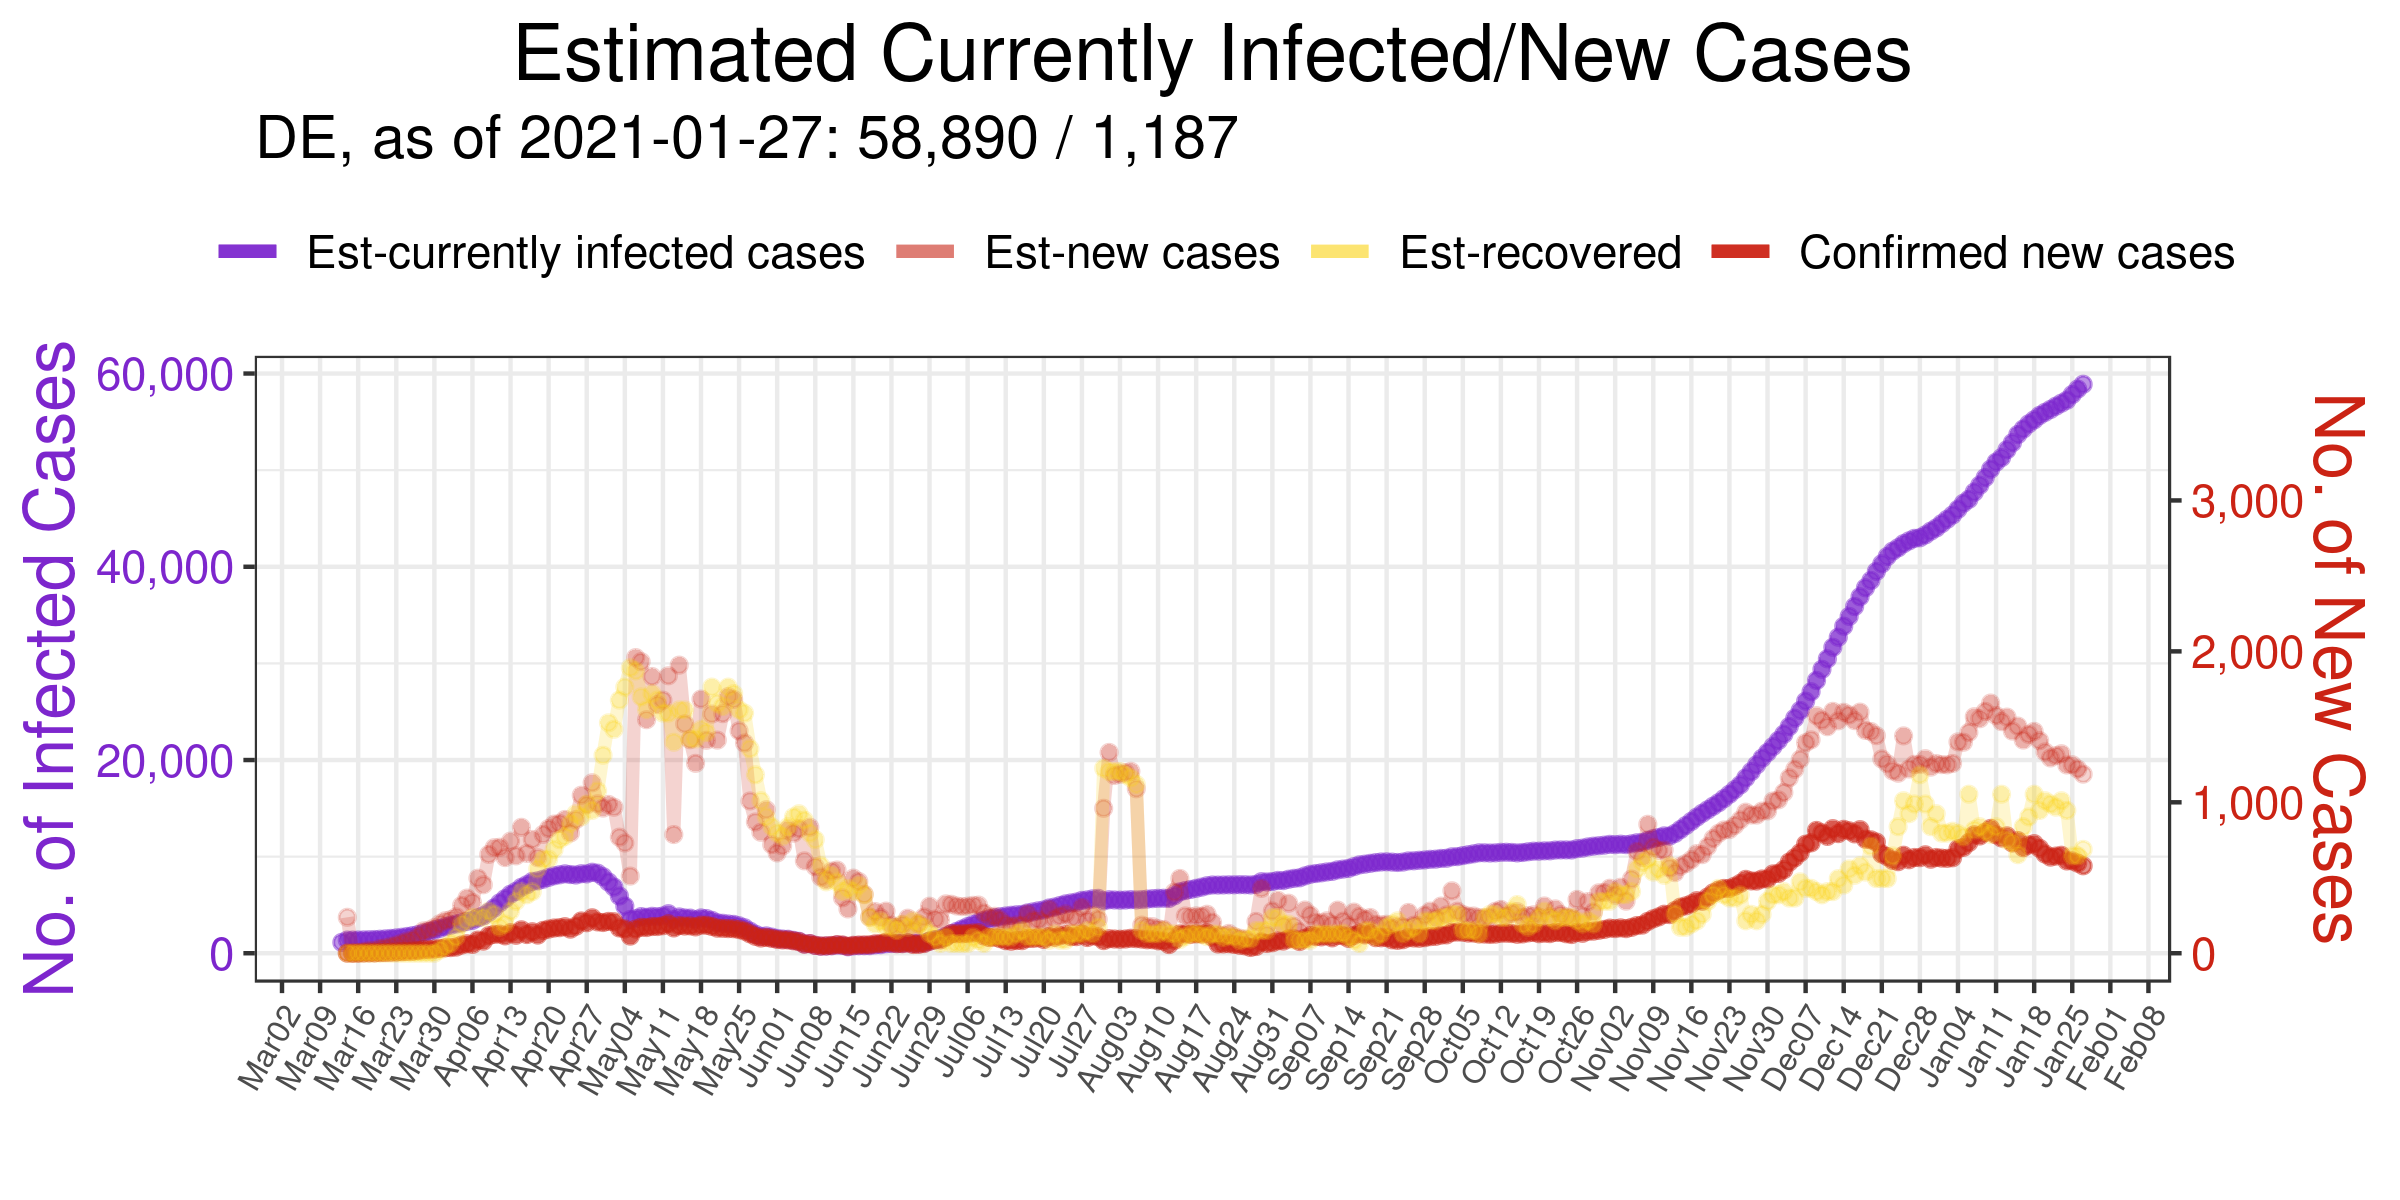 Estimated Currently Infected/New Cases
DE, as of 2021-01-27: 58,890 / 1,187
Est-currently infected cases Est-new cases Est-recovered Confirmed new cases
No. of Infected Cases
60,000
40,000
20,000
0
3,000
2,000
1,000
0
No. of New Cases
Mar02 Mar09 Mar16 Mar23 Mar30 Apr06 Apr13 Apr20 Apr27 May04 May11 May18 May25 Jun01 Jun08 Jun15 Jun22 Jun29 Jul06 Jul13 Jul20 Jul27 Aug03 Aug10 Aug17 Aug24 Aug31 Sep07 Sep14 Sep21 Sep28 Oct05 Oct12 Oct19 Oct26 Nov02 Nov09 Nov16 Nov23 Nov30 Dec07 Dec14 Dec21 Dec28 Jan04 Jan11 Jan18 Jan25 Feb01 Feb08